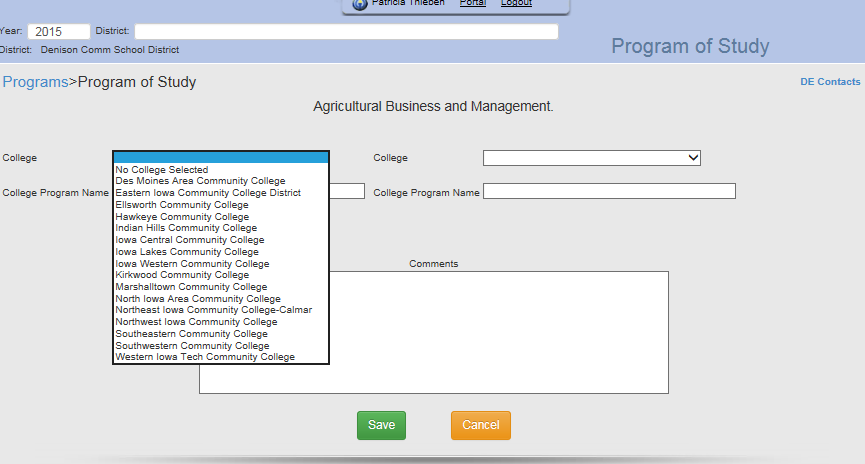 Patricia Thieben Portal Logout
Year: 2015 District:
District: Denison Comm School District
Program of Study
Programs>Program of Study
DE Contacts
Agricultural Business and Management.
College
College
No College Selected
Des Moines Area Community College
College Program Name
Eastern Iowa Community College District
College Program Name
Ellsworth Community College
Hawkeye Community College
Indian Hills Community College
Iowa Central Community College
Iowa Lakes Community College
Iowa Western Community College
Comments
Kirkwood Community College
Marshalltown Community College
North Iowa Area Community College
Northeast Iowa Community College-Calmar
Northwest Iowa Community College
Southeastern Community College
Southwestern Community College
Western Iowa Tech Community College
Save
Cancel